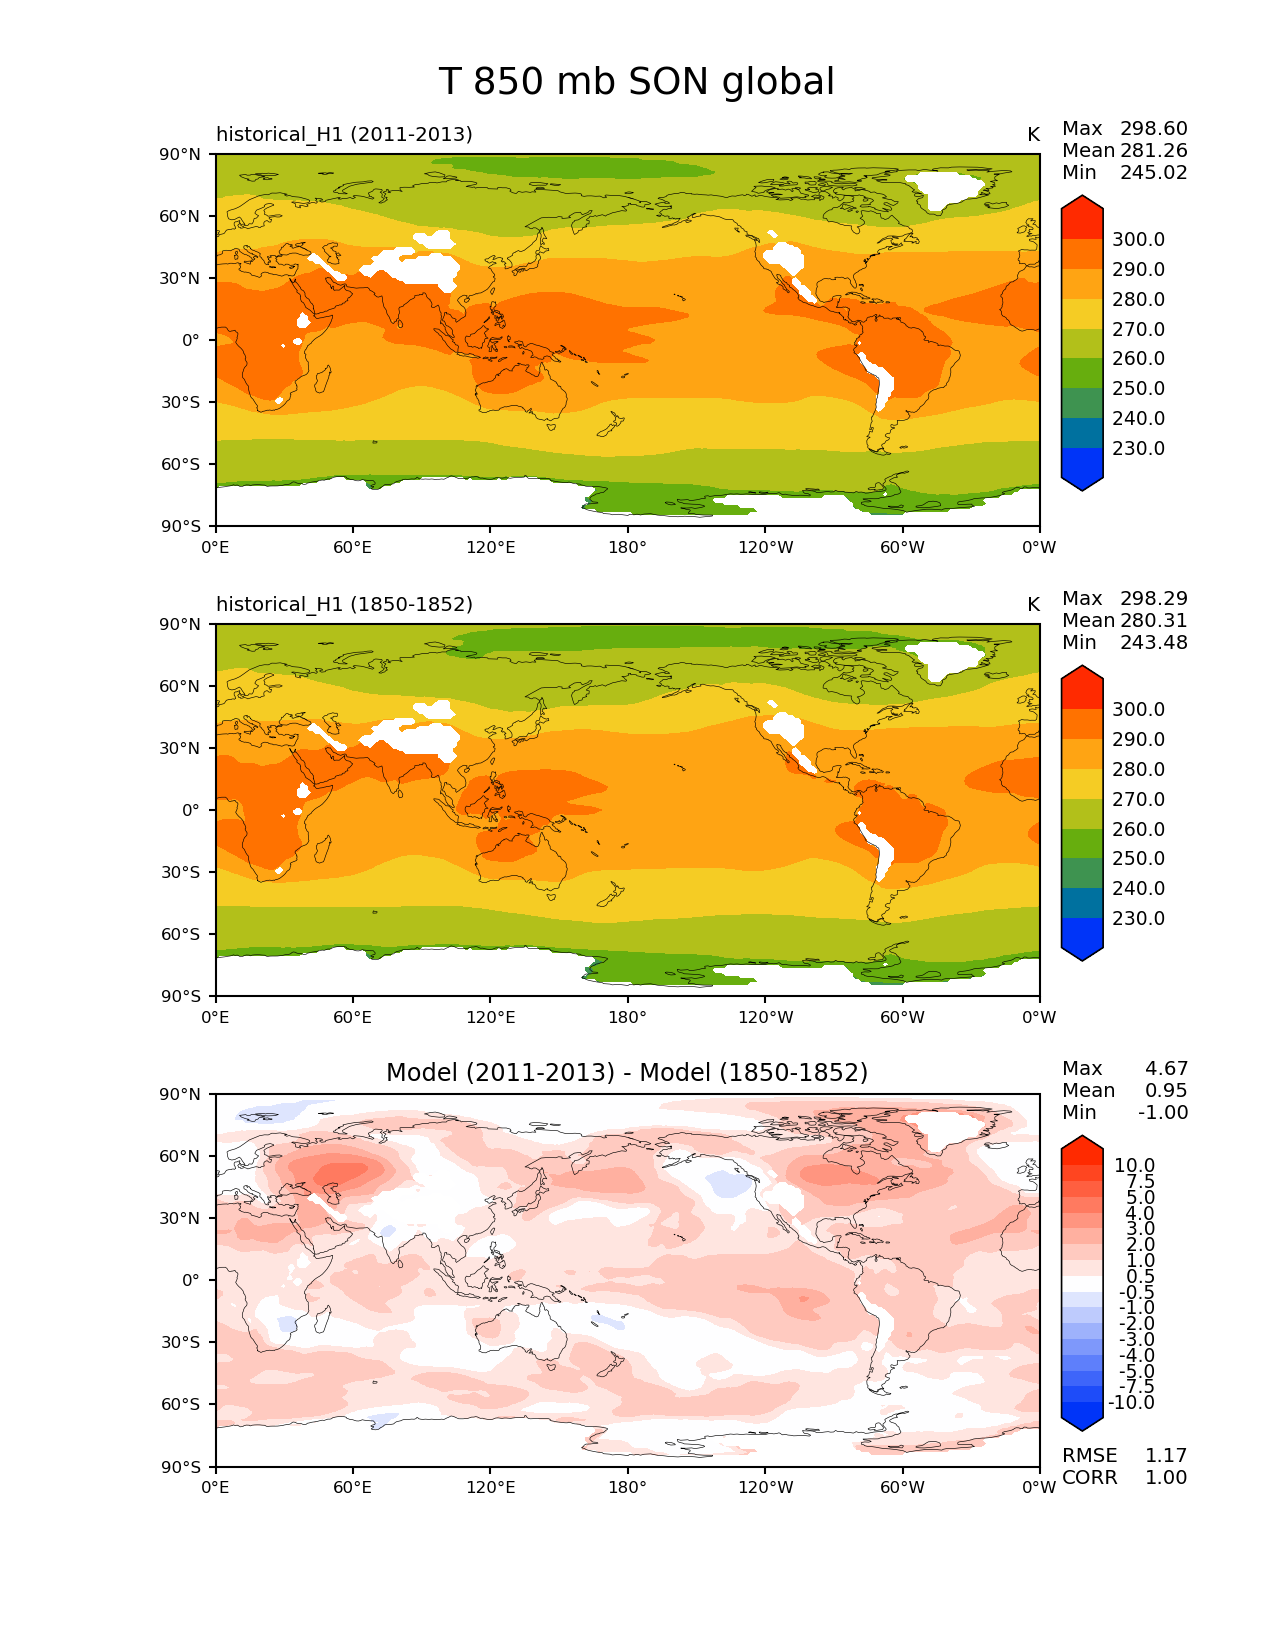 T 850 mb SON global
historical_H1 (2011-2013)
K
Max 298.60
Mean 281.26
Min 245.02
90°N
60°N
30°N
0°
30°S
60°S
90°S
0°E
60°E
120°E
180°
120°W
60°W
0°W
300.0
290.0
280.0
270.0
260.0
250.0
240.0
230.0
historical_H1 (1850-1852)
K
Max 298.29
Mean 280.31
Min 243.48
90°N
60°N
30°N
0°
30°S
60°S
90°S
0°E
60°E
120°E
180°
120°W
60°W
0°W
300.0
290.0
280.0
270.0
260.0
250.0
240.0
230.0
Model (2011-2013) - Model (1850-1852)
Max 4.67
Mean 0.95
Min -1.00
90°N
60°N
30°N
0°
30°S
60°S
90°S
0°E
60°E
120°E
180°
120°W
60°W
0°W
10.0
7.5
5.0
4.0
3.0
2.0
1.0
0.5
-0.5
-1.0
-2.0
-3.0
-4.0
-5.0
-7.5
-10.0
RMSE 1.17
CORR 1.00